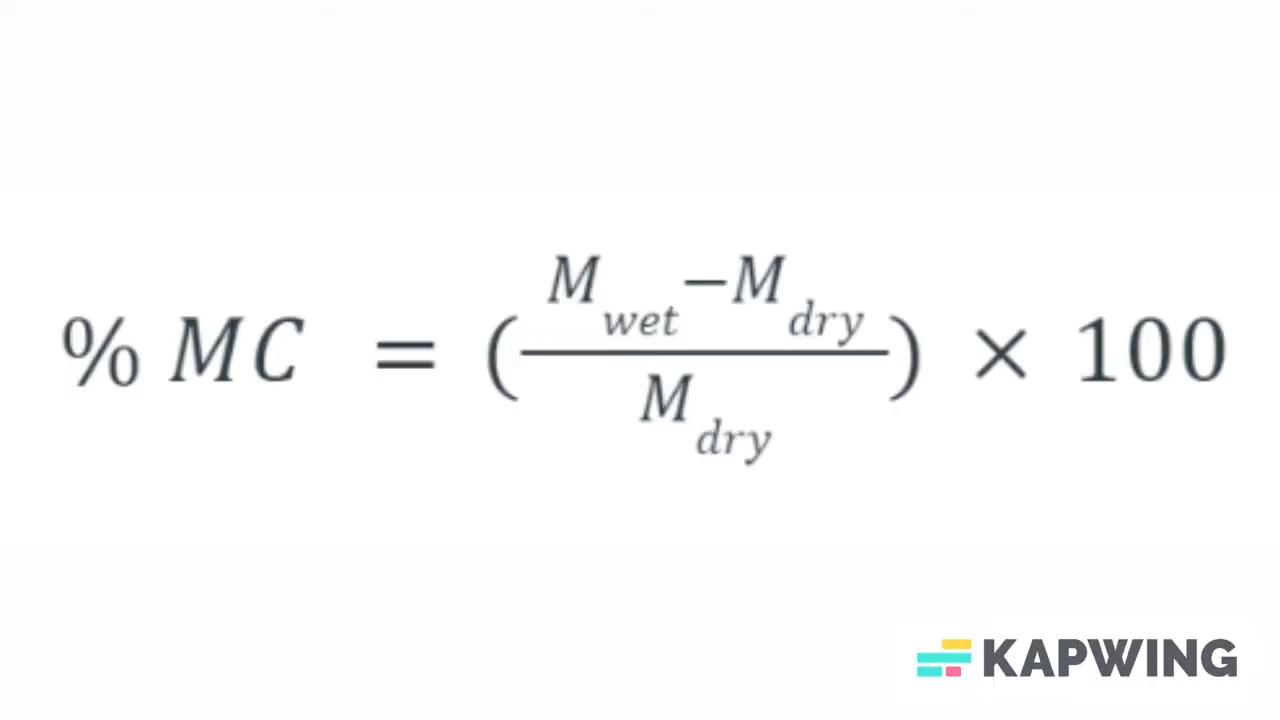 % MC = (M_wet − M_dry / M_dry) × 100
KAPWING